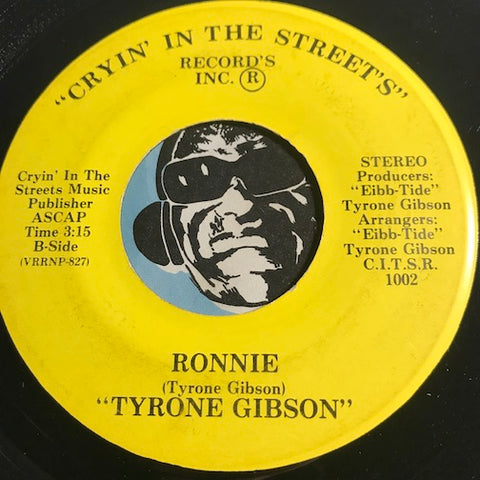 "CRYIN' IN THE STREET'S"
RECORD'S
INC. ®
Cryin' In The
Streets Music
Publisher
ASCAP
Time 3:15
B-Side
(VRRNP-827)
STEREO
Producers:
"Eibb-Tide"
Tyrone Gibson
Arrangers:
"Eibb-Tide"
Tyrone Gibson
C.I.T.S.R.
1002
RONNIE
(Tyrone Gibson)
"TYRONE GIBSON"